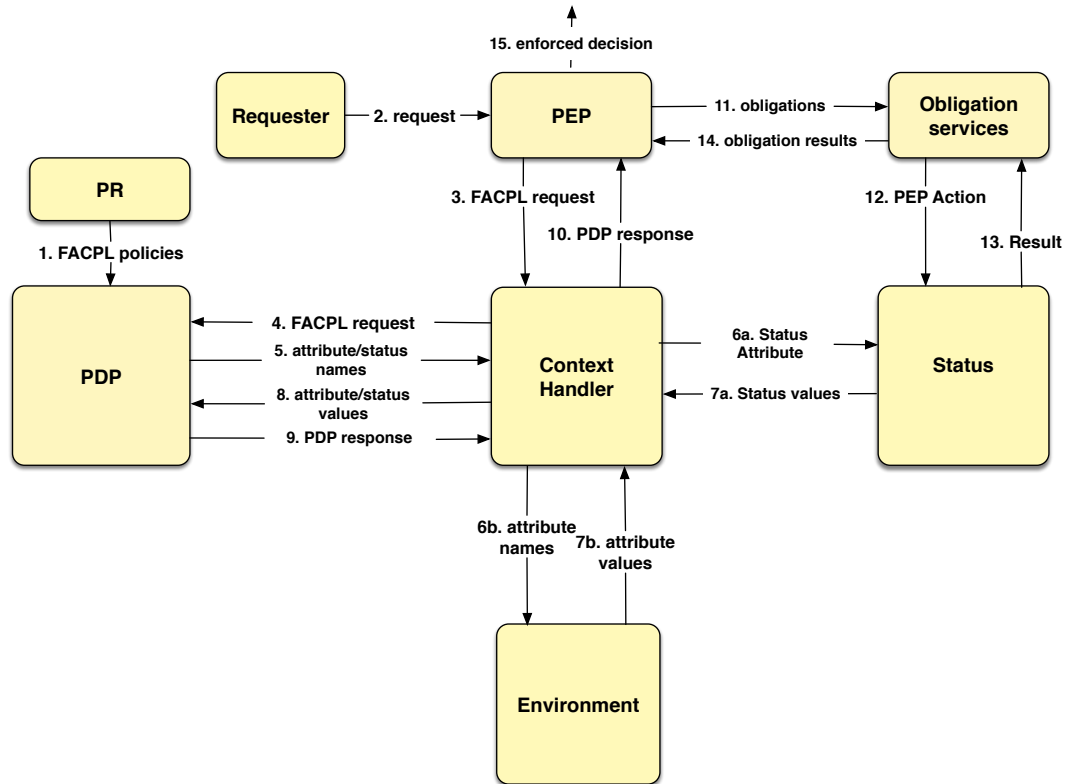 15. enforced decision
Requester
2. request
PEP
11. obligations
14. obligation results
Obligation
services
PR
3. FACPL request
10. PDP response
12. PEP Action
13. Result
1. FACPL policies
PDP
4. FACPL request
5. attribute/status
names
8. attribute/status
values
9. PDP response
Context
Handler
6a. Status
Attribute
7a. Status values
Status
6b. attribute
names
7b. attribute
values
Environment